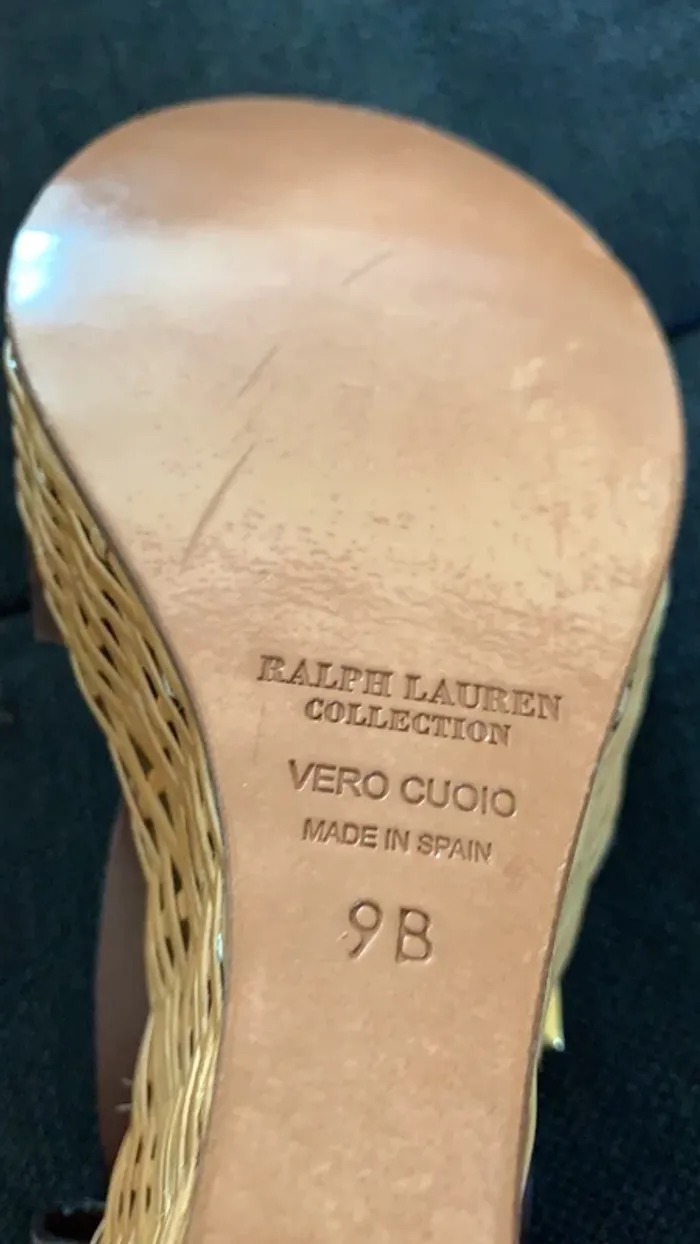 RALPH LAUREN
COLLECTION
VERO CUOIO
MADE IN SPAIN
9B